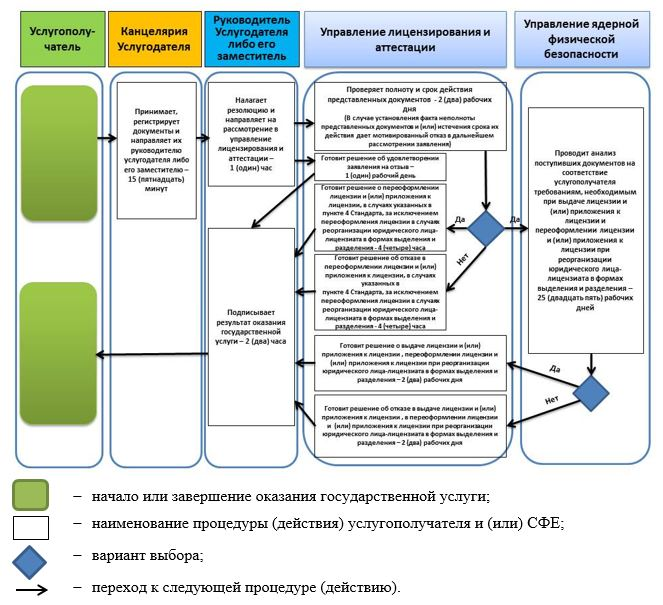 Услугополу-
чатель
Канцелярия
Услугодателя
Руководитель
Услугодателя
либо его
заместитель
Управление лицензирования и
аттестации
Управление ядерной
физической
безопасности
Принимает,
регистрирует
документы и
направляет их
руководителю
услугодателя либо
его заместителю –
15 (пятнадцать)
минут
Налагает
резолюцию и
направляет на
рассмотрение в
управление
лицензирования и
аттестации –
1 (один) час
Проверяет полноту и срок действия
представленных документов - 2 (два) рабочих
дня
(В случае установления факта неполноты
представленных документов и (или) истечения срока их
действия дает мотивированный отказ в дальнейшем
рассмотрении заявления)
Готовит решение об удовлетворении
заявления на отзыв –
1 (один) рабочий день
Готовит решение о переоформлении
лицензии и (или) приложения к
лицензии, в случаях указанных в
пункте 4 Стандарта, за исключением
переоформления лицензии в случаях
реорганизации юридического лица-
лицензиата в формах выделения и
разделения - 4 (четыре) часа
Да
Да
Нет
Готовит решение об отказе в
переоформлении лицензии и (или)
приложения к лицензии, в случаях
указанных в
пункте 4 Стандарта, за исключением
переоформления лицензии в случаях
реорганизации юридического лица-
лицензиата в формах выделения и
разделения - 4 (четыре) часа
Проводит анализ
поступивших документов на
соответствие
услугополучателя
требованиям, необходимым
при выдаче лицензии и
(или) приложения к
лицензии и
переоформлении лицензии
и (или) приложения к
лицензии при
реорганизации
юридического лица-
лицензиата в формах
выделения и разделения –
25 (двадцать пять) рабочих
дней
Подписывает
результат оказания
государственной
услуги – 2 (два) часа
Готовит решение о выдаче лицензии и (или)
приложения к лицензии , переоформлении лицензии и
(или) приложения к лицензии при реорганизации
юридического лица-лицензиата в формах выделения и
разделения – 2 (два) рабочих дня
Да
Нет
Готовит решение об отказе в выдаче лицензии и (или)
приложения к лицензии , в переоформлении лицензии
и (или) приложения к лицензии при реорганизации
юридического лица-лицензиата в формах выделения и
разделения – 2 (два) рабочих дня
– начало или завершение оказания государственной услуги;
– наименование процедуры (действия) услугополучателя и (или) СФЕ;
– вариант выбора;
– переход к следующей процедуре (действию).